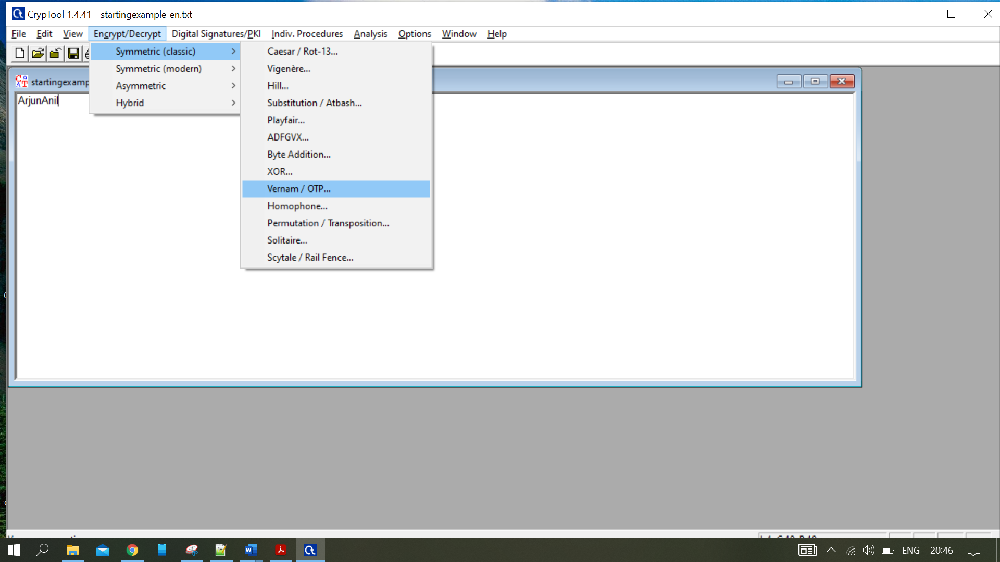 CrypTool 1.4.41 - startingexample-en.txt
File Edit View Encrypt/Decrypt Digital Signatures/PKI Indiv. Procedures Analysis Options Window Help
Symmetric (classic)
Symmetric (modern)
Asymmetric
Hybrid
Caesar / Rot-13...
Vigenère...
Hill...
Substitution / Atbash...
Playfair...
ADFGVX...
Byte Addition...
XOR...
Vernam / OTP...
Homophone...
Permutation / Transposition...
Solitaire...
Scytale / Rail Fence...
startingexamp
ArjunAnil
ENG 20:46